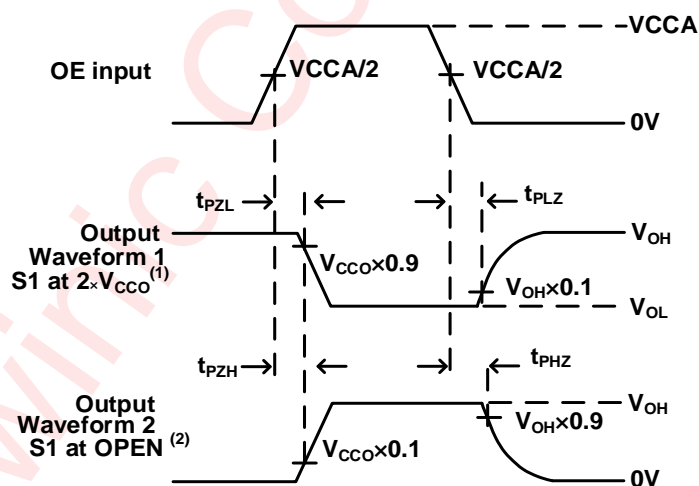 VCCA
OE input
VCCA/2
VCCA/2
0V
tPZL
tPLZ
Output
Waveform 1
S1 at 2×VCCO(1)
VCCO×0.9
VOH×0.1
VOH
VOL
tPZH
tPHZ
Output
Waveform 2
S1 at OPEN (2)
VCCO×0.1
VOH×0.9
VOH
0V